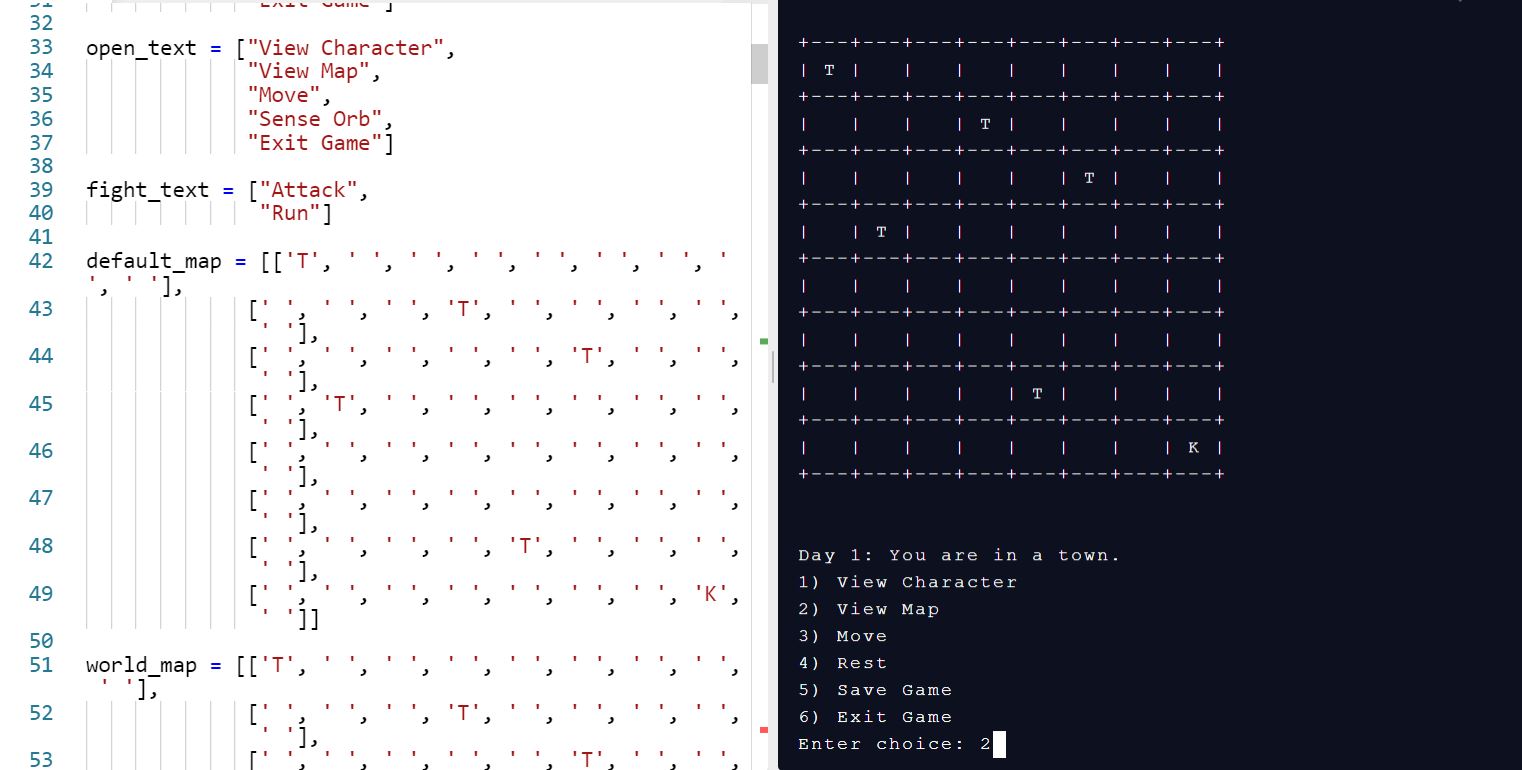 31 "Exit Game"]
32
33 open_text = ["View Character",
34 "View Map",
35 "Move",
36 "Sense Orb",
37 "Exit Game"]
38
39 fight_text = ["Attack",
40 "Run"]
41
42 default_map = [['T', ' ', ' ', ' ', ' ', ' ', ' ', '
', ' '],
43 [' ', ' ', ' ', 'T', ' ', ' ', ' ', ' ',
' '],
44 [' ', ' ', ' ', ' ', ' ', 'T', ' ', ' ',
' '],
45 [' ', 'T', ' ', ' ', ' ', ' ', ' ', ' ',
' '],
46 [' ', ' ', ' ', ' ', ' ', ' ', ' ', ' ',
' '],
47 [' ', ' ', ' ', ' ', ' ', ' ', ' ', ' ',
' '],
48 [' ', ' ', ' ', ' ', 'T', ' ', ' ', ' ',
' '],
49 [' ', ' ', ' ', ' ', ' ', ' ', ' ', 'K',
' ']]
50
51 world_map = [['T', ' ', ' ', ' ', ' ', ' ', ' ', ' ',
' '],
52 [' ', ' ', ' ', 'T', ' ', ' ', ' ', ' ',
' '],
53 [' ', ' ', ' ', ' ', ' ', 'T', ' ', ' ',
+---+---+---+---+---+---+---+---+
| T |   |   |   |   |   |   |   |
+---+---+---+---+---+---+---+---+
|   |   |   | T |   |   |   |   |
+---+---+---+---+---+---+---+---+
|   |   |   |   |   | T |   |   |
+---+---+---+---+---+---+---+---+
|   | T |   |   |   |   |   |   |
+---+---+---+---+---+---+---+---+
|   |   |   |   |   |   |   |   |
+---+---+---+---+---+---+---+---+
|   |   |   |   |   |   |   |   |
+---+---+---+---+---+---+---+---+
|   |   |   |   | T |   |   |   |
+---+---+---+---+---+---+---+---+
|   |   |   |   |   |   |   | K |
+---+---+---+---+---+---+---+---+
Day 1: You are in a town.
1) View Character
2) View Map
3) Move
4) Rest
5) Save Game
6) Exit Game
Enter choice: 2